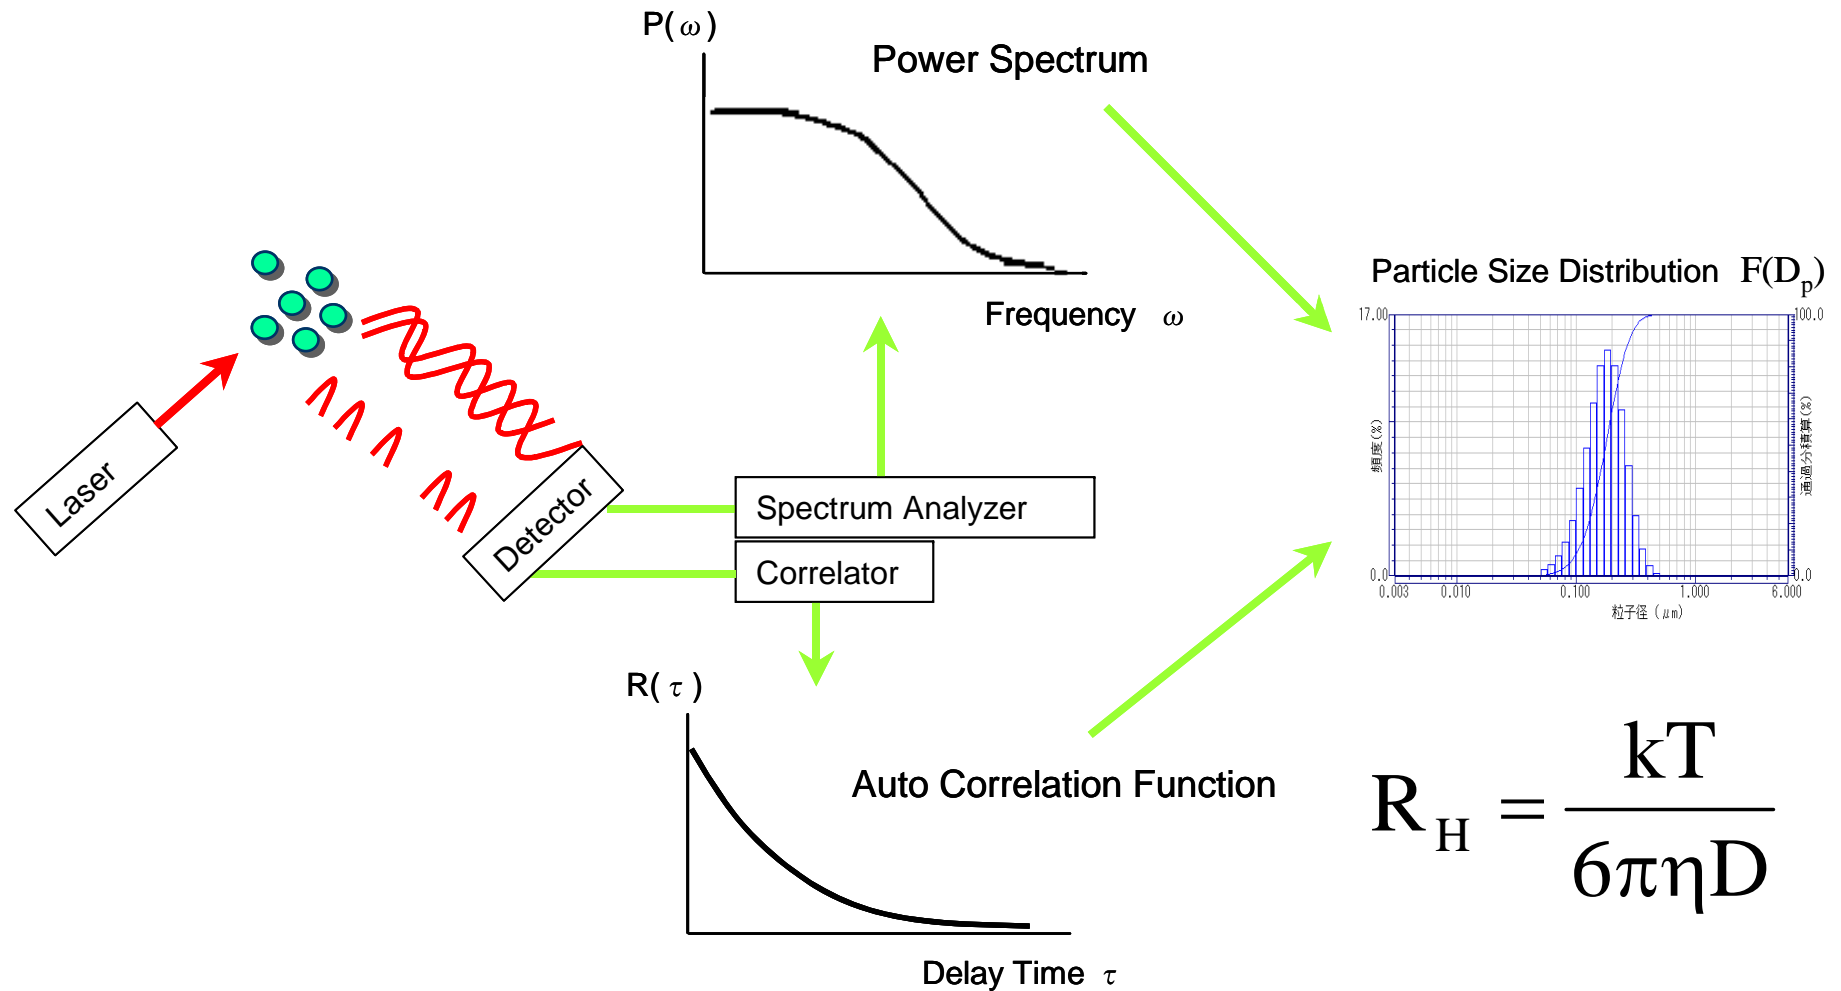 P(ω)
Power Spectrum
Frequency ω
Particle Size Distribution F(Dp)
17.00
100.0
頻度(%)
通過分積算(%)
0.0
0.0
0.003
0.010
0.100
1.000
6.000
粒子径 (μm)
Laser
Detector
Spectrum Analyzer
Correlator
R(τ)
Auto Correlation Function
Delay Time τ
R_H = kT / 6πηD